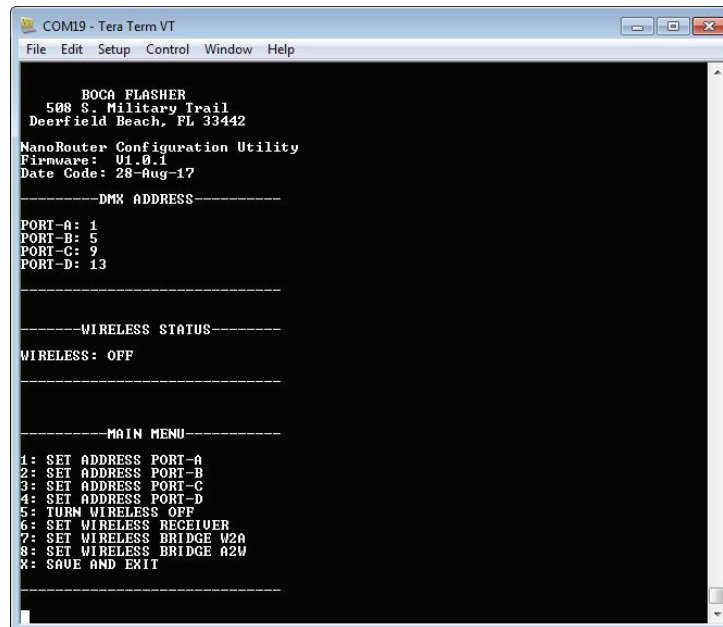 COM19 - Tera Term VT
File Edit Setup Control Window Help
BOCA FLASHER
508 S. Military Trail
Deerfield Beach, FL 33442
NanoRouter Configuration Utility
Firmware: V1.0.1
Date Code: 28-Aug-17
---------DMX ADDRESS----------
PORT-A: 1
PORT-B: 5
PORT-C: 9
PORT-D: 13
------------------------------
-------WIRELESS STATUS--------
WIRELESS: OFF
------------------------------
----------MAIN MENU-----------
1: SET ADDRESS PORT-A
2: SET ADDRESS PORT-B
3: SET ADDRESS PORT-C
4: SET ADDRESS PORT-D
5: TURN WIRELESS OFF
6: SET WIRELESS RECEIVER
7: SET WIRELESS BRIDGE W2A
8: SET WIRELESS BRIDGE A2W
X: SAVE AND EXIT
------------------------------